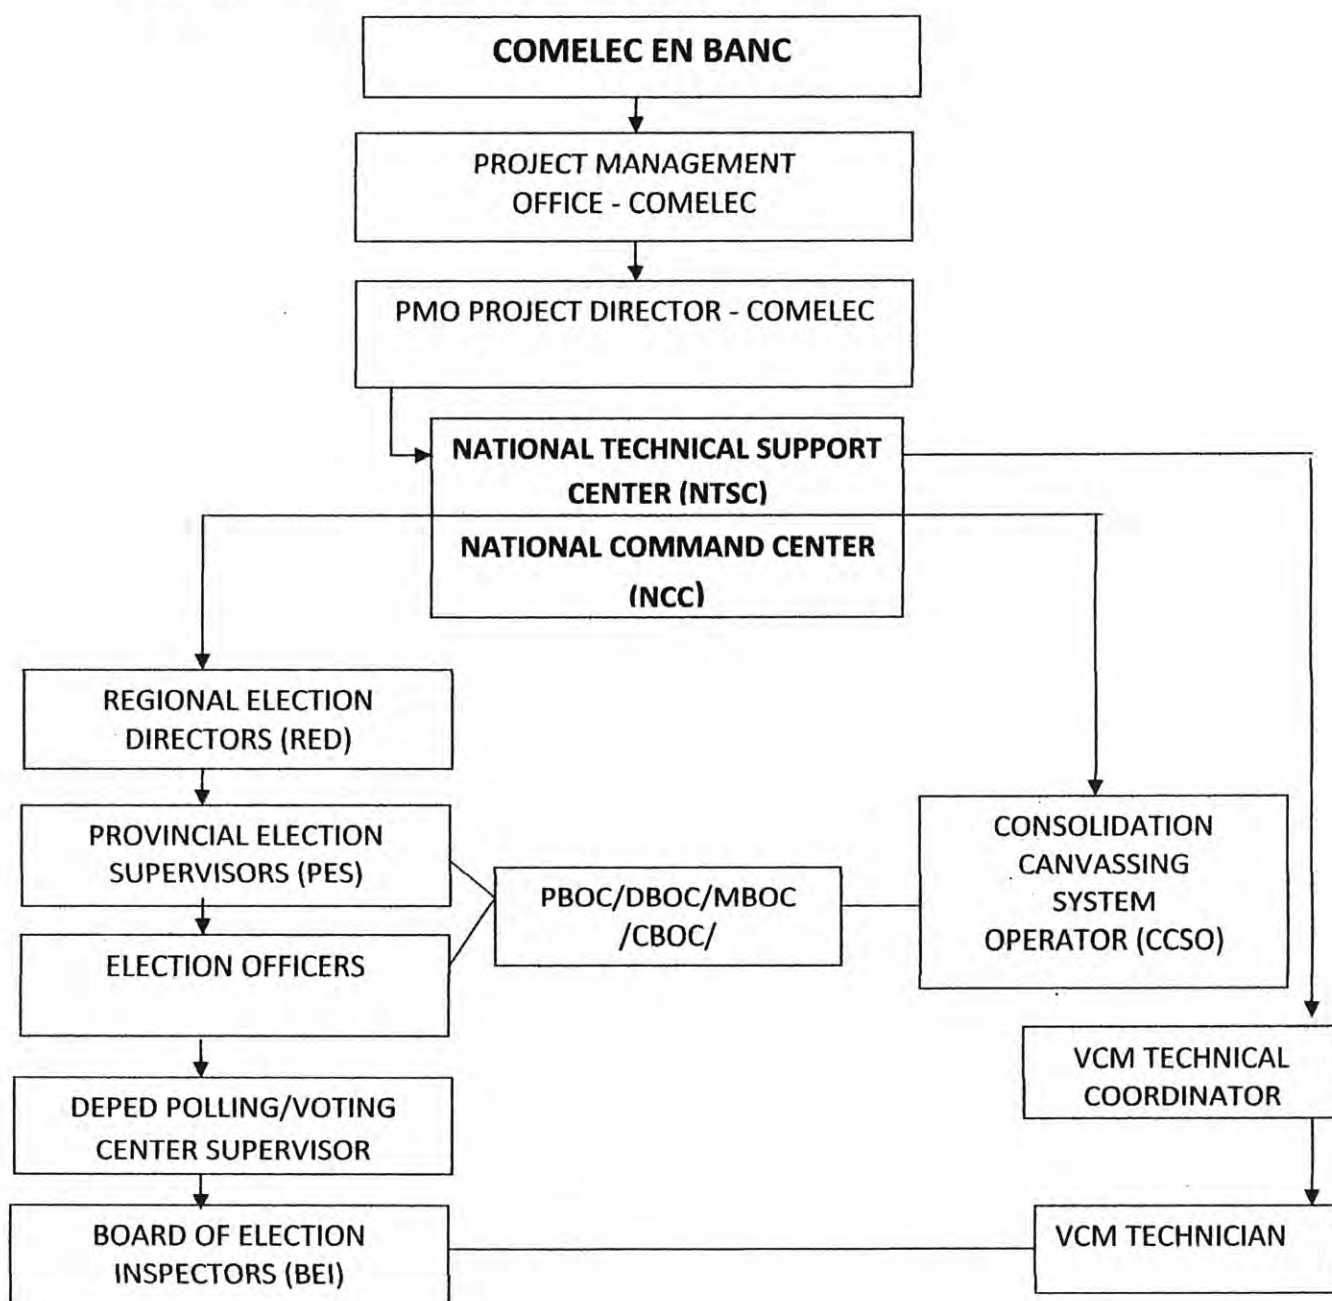 COMELEC EN BANC
PROJECT MANAGEMENT
OFFICE - COMELEC
PMO PROJECT DIRECTOR - COMELEC
NATIONAL TECHNICAL SUPPORT
CENTER (NTSC)
NATIONAL COMMAND CENTER
(NCC)
REGIONAL ELECTION
DIRECTORS (RED)
PROVINCIAL ELECTION
SUPERVISORS (PES)
ELECTION OFFICERS
PBOC/DBOC/MBOC
/CBOC/
CONSOLIDATION
CANVASSING
SYSTEM
OPERATOR (CCSO)
DEPED POLLING/VOTING
CENTER SUPERVISOR
VCM TECHNICAL
COORDINATOR
BOARD OF ELECTION
INSPECTORS (BEI)
VCM TECHNICIAN